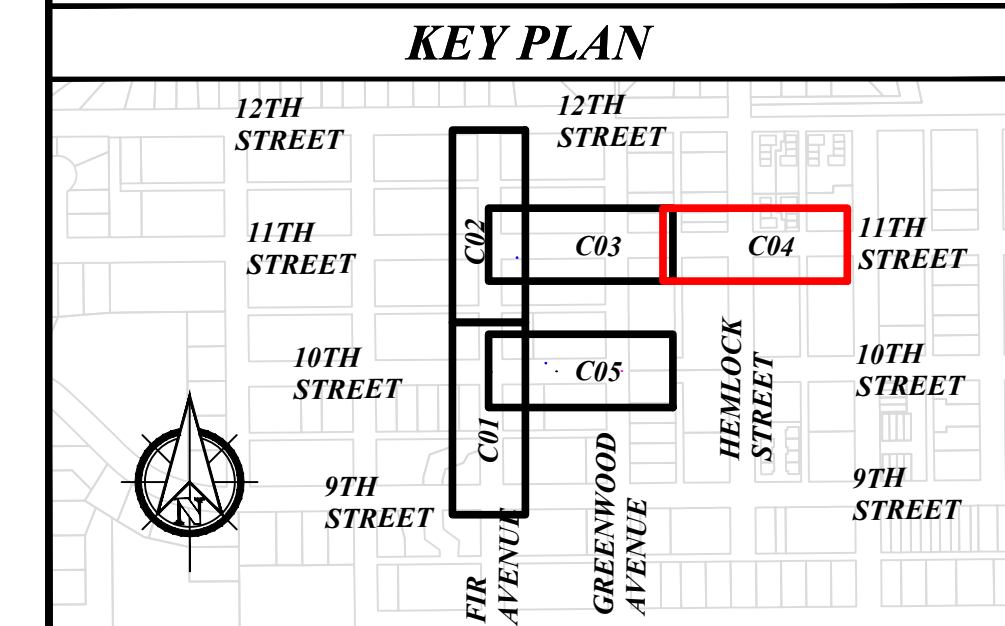 KEY PLAN
12TH
STREET
12TH
STREET
11TH
STREET
C02
C03
C04
11TH
STREET
10TH
STREET
C01
C05
HEMLOCK
STREET
10TH
STREET
9TH
STREET
9TH
STREET
N
FIR
AVENUE
GREENWOOD
AVENUE